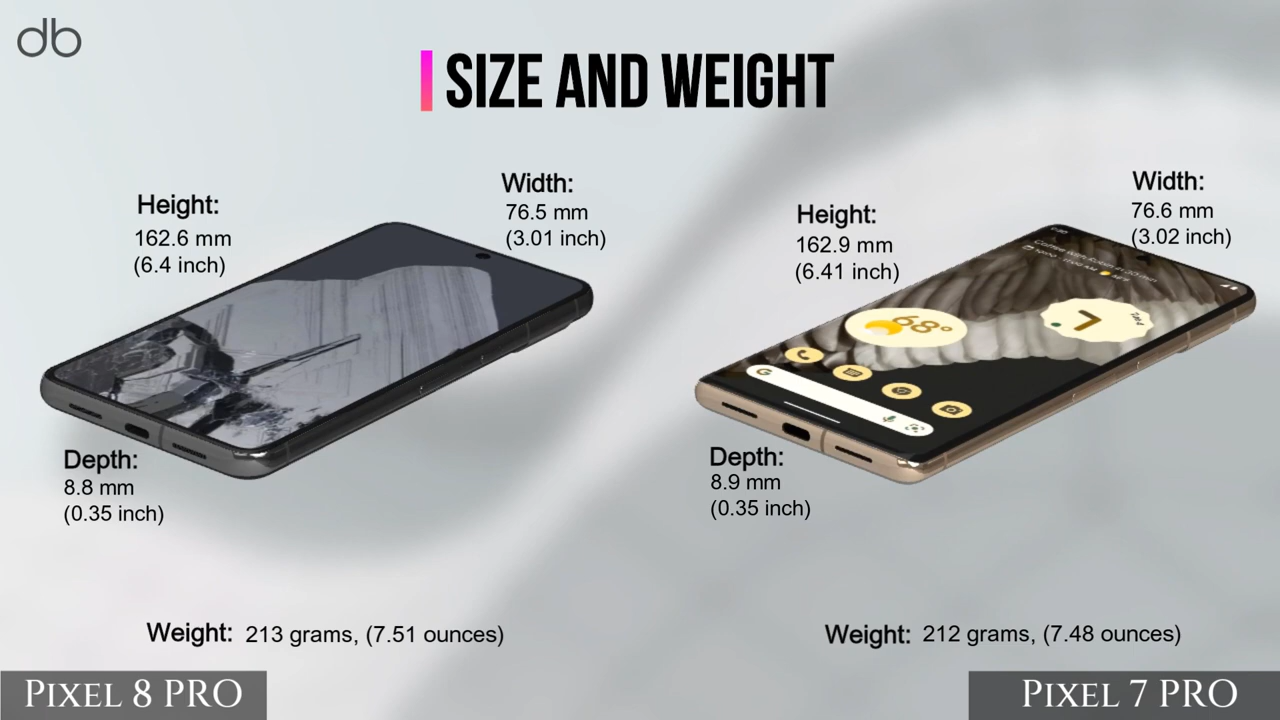 db
SIZE AND WEIGHT
Height:
162.6 mm
(6.4 inch)
Width:
76.5 mm
(3.01 inch)
Depth:
8.8 mm
(0.35 inch)
Weight: 213 grams, (7.51 ounces)
PIXEL 8 PRO
Height:
162.9 mm
(6.41 inch)
Width:
76.6 mm
(3.02 inch)
68°
G
Depth:
8.9 mm
(0.35 inch)
Weight: 212 grams, (7.48 ounces)
PIXEL 7 PRO